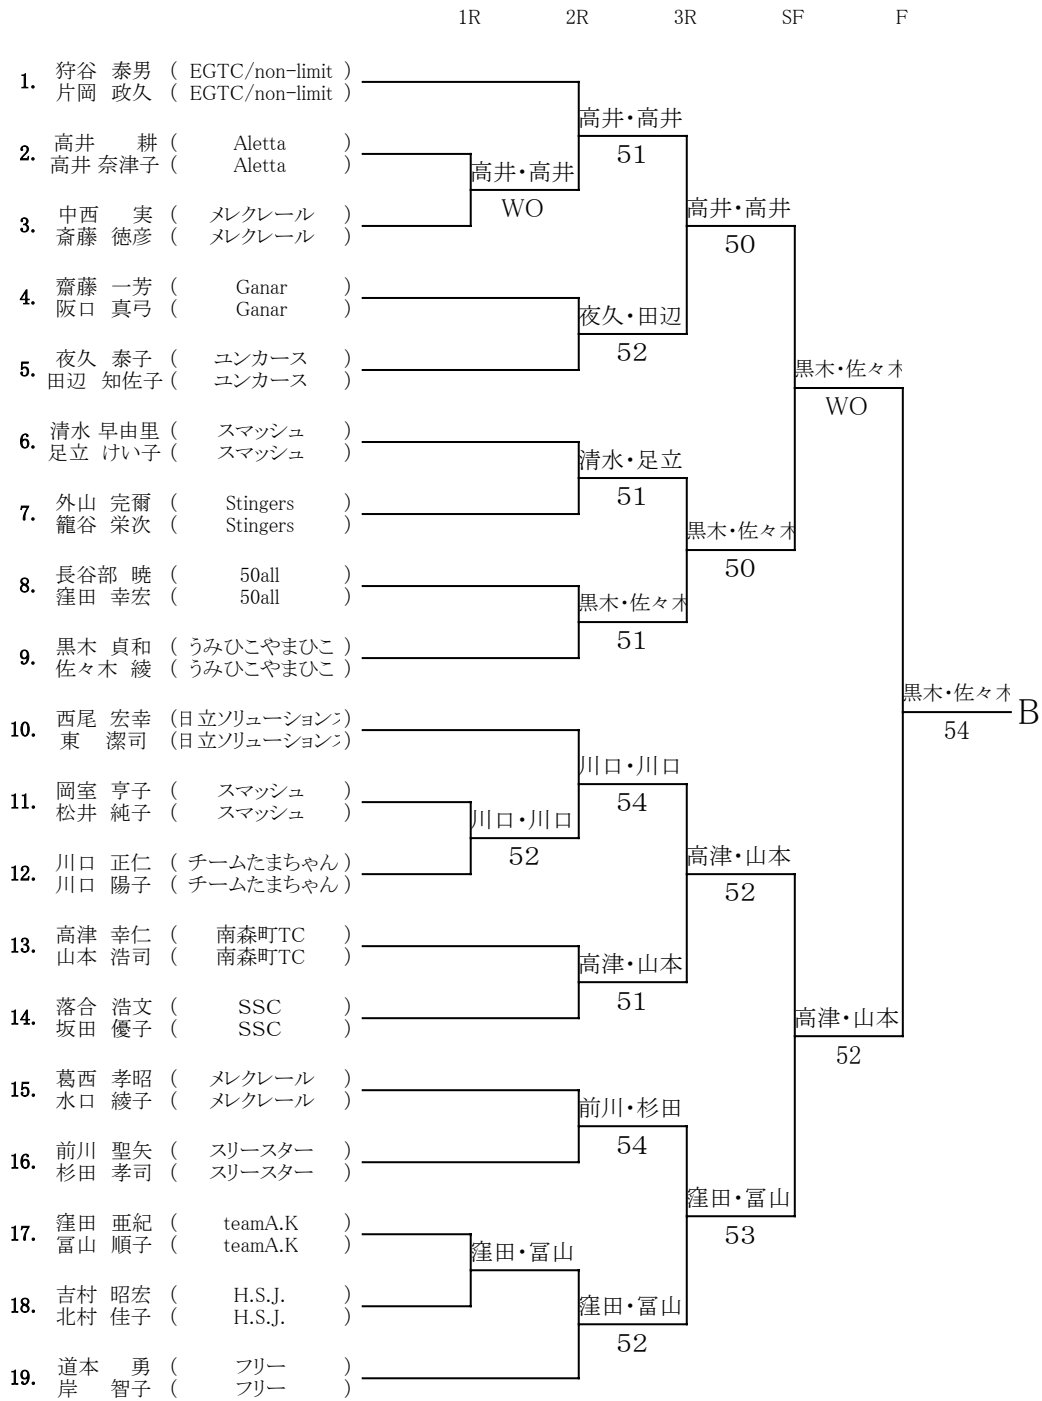 1R 2R 3R SF F
1. 狩谷 泰男 ( EGTC/non-limit )
片岡 政久 ( EGTC/non-limit )
高井・高井
51
2. 高井 耕 ( Aletta )
高井 奈津子 ( Aletta )
高井・高井
WO
3. 中西 実 ( メレクレール )
斎藤 徳彦 ( メレクレール )
高井・高井
50
4. 齋藤 一芳 ( Ganar )
阪口 真弓 ( Ganar )
夜久・田辺
52
5. 夜久 泰子 ( ユンカース )
田辺 知佐子 ( ユンカース )
黒木・佐々木
WO
6. 清水 早由里 ( スマッシュ )
足立 けい子 ( スマッシュ )
清水・足立
51
7. 外山 完爾 ( Stingers )
籠谷 栄次 ( Stingers )
黒木・佐々木
50
8. 長谷部 暁 ( 50all )
窪田 幸宏 ( 50all )
黒木・佐々木
51
9. 黒木 貞和 ( うみひこやまひこ )
佐々木 綾 ( うみひこやまひこ )
黒木・佐々木
54
B
10. 西尾 宏幸 (日立ソリューションズ)
東 潔司 (日立ソリューションズ)
川口・川口
54
11. 岡室 亨子 ( スマッシュ )
松井 純子 ( スマッシュ )
川口・川口
52
12. 川口 正仁 ( チームたまちゃん )
川口 陽子 ( チームたまちゃん )
高津・山本
52
13. 高津 幸仁 ( 南森町TC )
山本 浩司 ( 南森町TC )
高津・山本
51
14. 落合 浩文 ( SSC )
坂田 優子 ( SSC )
高津・山本
52
15. 葛西 孝昭 ( メレクレール )
水口 綾子 ( メレクレール )
前川・杉田
54
16. 前川 聖矢 ( スリースター )
杉田 孝司 ( スリースター )
窪田・冨山
53
17. 窪田 亜紀 ( teamA.K )
冨山 順子 ( teamA.K )
窪田・冨山
18. 吉村 昭宏 ( H.S.J. )
北村 佳子 ( H.S.J. )
窪田・冨山
52
19. 道本 勇 ( フリー )
岸 智子 ( フリー )